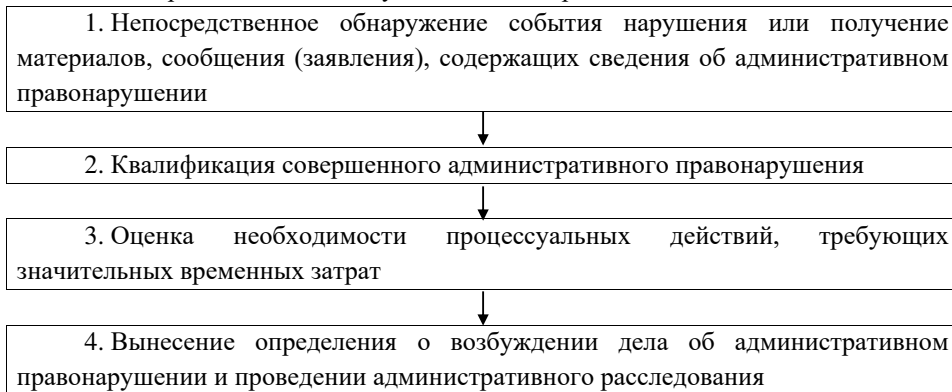 1. Непосредственное обнаружение события нарушения или получение
материалов, сообщения (заявления), содержащих сведения об административном
правонарушении
2. Квалификация совершенного административного правонарушения
3. Оценка необходимости процессуальных действий, требующих
значительных временных затрат
4. Вынесение определения о возбуждении дела об административном
правонарушении и проведении административного расследования